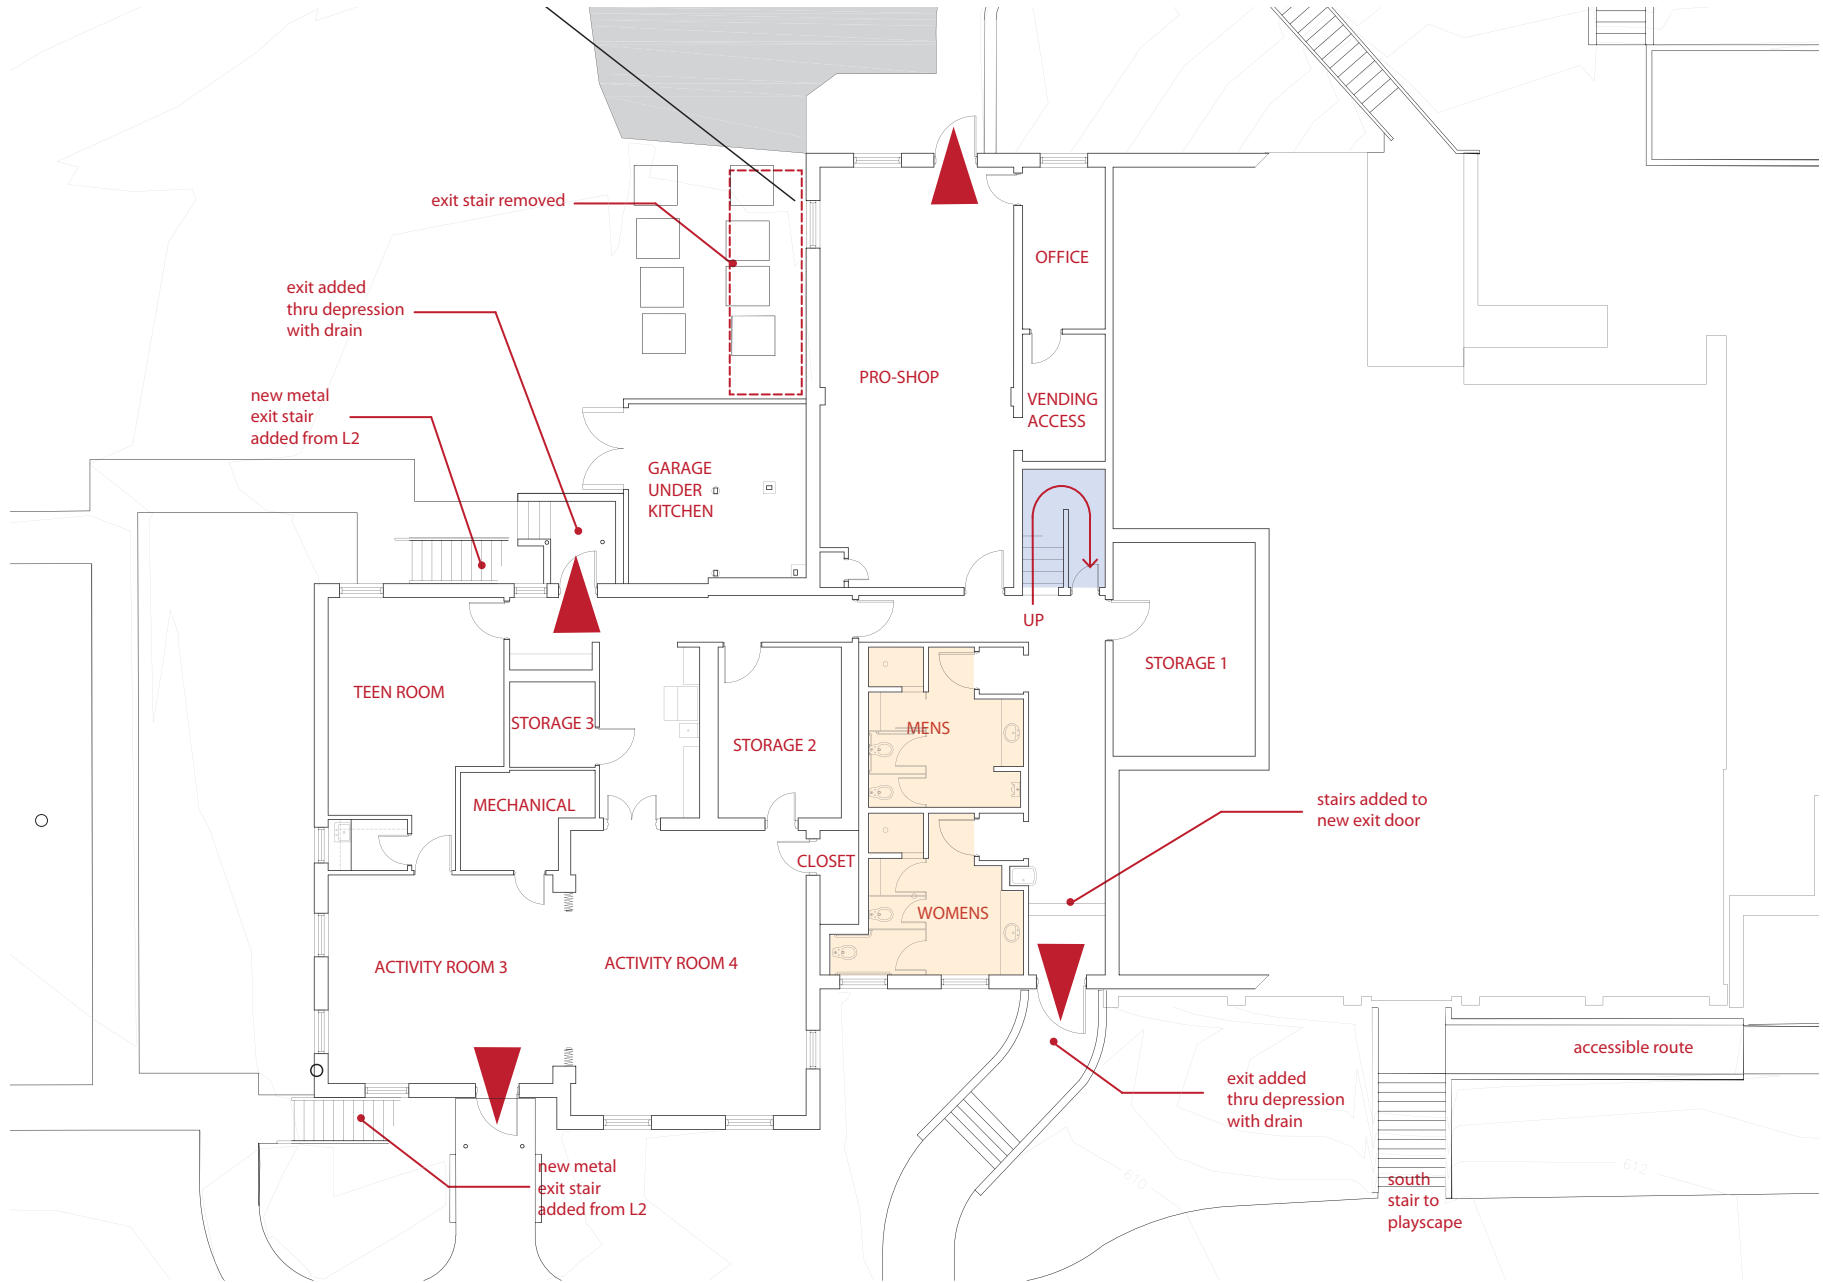 exit stair removed
OFFICE
exit added
thru depression
with drain
PRO-SHOP
new metal
exit stair
added from L2
VENDING
ACCESS
GARAGE
UNDER
KITCHEN
UP
STORAGE 1
TEEN ROOM
STORAGE 3
MENS
STORAGE 2
MECHANICAL
stairs added to
new exit door
CLOSET
WOMENS
ACTIVITY ROOM 3
ACTIVITY ROOM 4
accessible route
exit added
thru depression
with drain
new metal
exit stair
added from L2
610
612
south
stair to
playscape